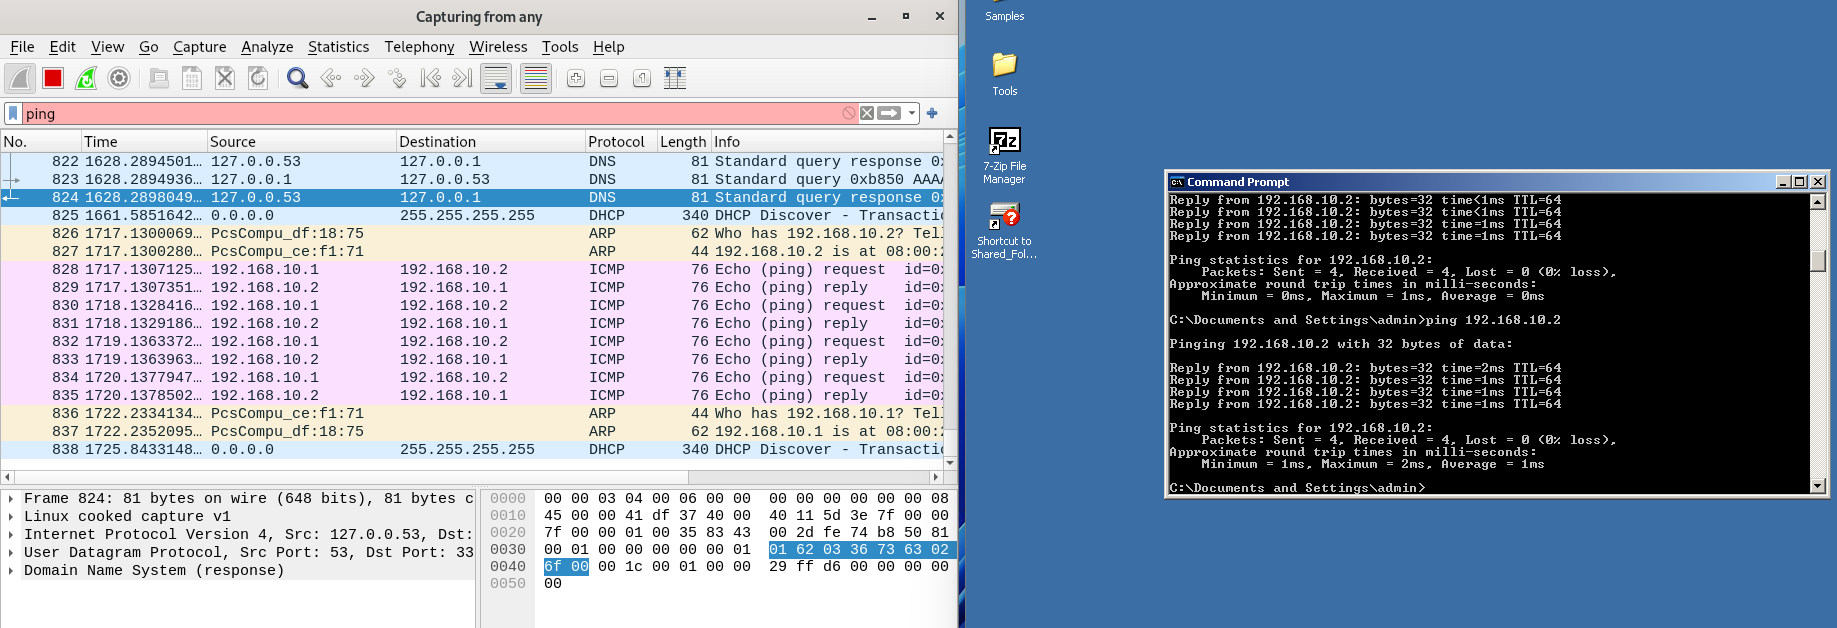 Capturing from any
File Edit View Go Capture Analyze Statistics Telephony Wireless Tools Help
ping
No. Time Source Destination Protocol Length Info
822 1628.2894501… 127.0.0.53 127.0.0.1 DNS 81 Standard query response 0
823 1628.2894936… 127.0.0.1 127.0.0.53 DNS 81 Standard query 0xb850 AAA
824 1628.2898049… 127.0.0.53 127.0.0.1 DNS 81 Standard query response 0
825 1661.5851642… 0.0.0.0 255.255.255.255 DHCP 340 DHCP Discover - Transacti
826 1717.1300069… PcsCompu_df:18:75 ARP 62 Who has 192.168.10.2? Tel
827 1717.1300280… PcsCompu_ce:f1:71 ARP 44 192.168.10.2 is at 08:00:
828 1717.1307125… 192.168.10.1 192.168.10.2 ICMP 76 Echo (ping) request id=0
829 1717.1307351… 192.168.10.2 192.168.10.1 ICMP 76 Echo (ping) reply id=0
830 1718.1328416… 192.168.10.1 192.168.10.2 ICMP 76 Echo (ping) request id=0
831 1718.1329186… 192.168.10.2 192.168.10.1 ICMP 76 Echo (ping) reply id=0
832 1719.1363372… 192.168.10.1 192.168.10.2 ICMP 76 Echo (ping) request id=0
833 1719.1363963… 192.168.10.2 192.168.10.1 ICMP 76 Echo (ping) reply id=0
834 1720.1377947… 192.168.10.1 192.168.10.2 ICMP 76 Echo (ping) request id=0
835 1720.1378502… 192.168.10.2 192.168.10.1 ICMP 76 Echo (ping) reply id=0
836 1722.2334134… PcsCompu_ce:f1:71 ARP 44 Who has 192.168.10.1? Tel
837 1722.2352095… PcsCompu_df:18:75 ARP 62 192.168.10.1 is at 08:00:
838 1725.8433148… 0.0.0.0 255.255.255.255 DHCP 340 DHCP Discover - Transacti
Frame 824: 81 bytes on wire (648 bits), 81 bytes c
Linux cooked capture v1
Internet Protocol Version 4, Src: 127.0.0.53, Dst:
User Datagram Protocol, Src Port: 53, Dst Port: 33
Domain Name System (response)
0000 00 00 03 04 00 06 00 00 00 00 00 00 00 00 00 08
0010 45 00 00 41 df 37 40 00 40 11 5d 3e 7f 00 00
0020 7f 00 00 01 00 35 83 43 00 2d fe 74 b8 50 81
0030 00 01 00 00 00 00 00 01 01 62 03 36 73 63 02
0040 6f 00 00 1c 00 01 00 00 29 ff d6 00 00 00 00
0050 00
Samples
Tools
7z
7-Zip File
Manager
Shortcut to
Shared_Fol...
Command Prompt
Reply from 192.168.10.2: bytes=32 time<1ms TTL=64
Reply from 192.168.10.2: bytes=32 time<1ms TTL=64
Reply from 192.168.10.2: bytes=32 time=1ms TTL=64
Reply from 192.168.10.2: bytes=32 time=1ms TTL=64
Ping statistics for 192.168.10.2:
Packets: Sent = 4, Received = 4, Lost = 0 (0% loss),
Approximate round trip times in milli-seconds:
Minimum = 0ms, Maximum = 1ms, Average = 0ms
C:\Documents and Settings\admin>ping 192.168.10.2
Pinging 192.168.10.2 with 32 bytes of data:
Reply from 192.168.10.2: bytes=32 time=2ms TTL=64
Reply from 192.168.10.2: bytes=32 time=1ms TTL=64
Reply from 192.168.10.2: bytes=32 time=1ms TTL=64
Reply from 192.168.10.2: bytes=32 time=1ms TTL=64
Ping statistics for 192.168.10.2:
Packets: Sent = 4, Received = 4, Lost = 0 (0% loss),
Approximate round trip times in milli-seconds:
Minimum = 1ms, Maximum = 2ms, Average = 1ms
C:\Documents and Settings\admin>